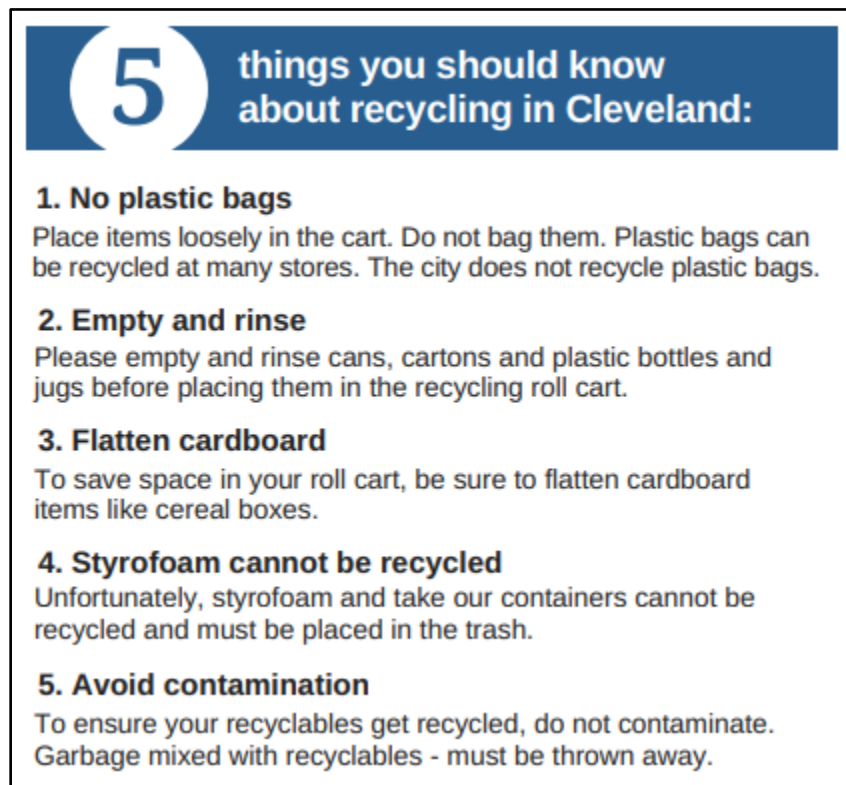 5
things you should know
about recycling in Cleveland:
1. No plastic bags
Place items loosely in the cart. Do not bag them. Plastic bags can
be recycled at many stores. The city does not recycle plastic bags.
2. Empty and rinse
Please empty and rinse cans, cartons and plastic bottles and
jugs before placing them in the recycling roll cart.
3. Flatten cardboard
To save space in your roll cart, be sure to flatten cardboard
items like cereal boxes.
4. Styrofoam cannot be recycled
Unfortunately, styrofoam and take our containers cannot be
recycled and must be placed in the trash.
5. Avoid contamination
To ensure your recyclables get recycled, do not contaminate.
Garbage mixed with recyclables - must be thrown away.